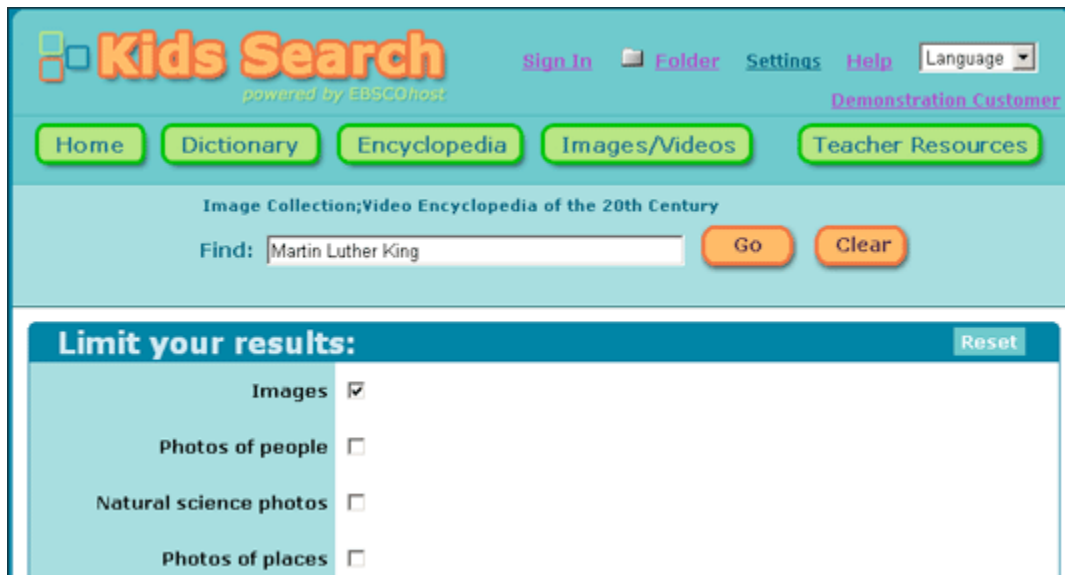 Kids Search
powered by EBSCOhost
Sign In Folder Settings Help Language
Demonstration Customer
Home Dictionary Encyclopedia Images/Videos Teacher Resources
Image Collection;Video Encyclopedia of the 20th Century
Find: Martin Luther King Go Clear
Limit your results: Reset
Images
Photos of people
Natural science photos
Photos of places